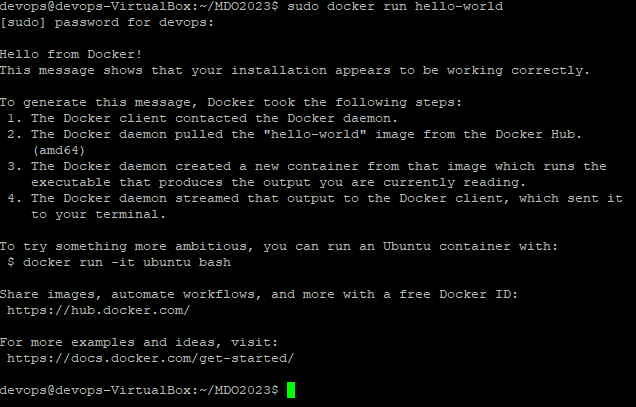 devops@devops-VirtualBox:~/MDO2023$ sudo docker run hello-world
[sudo] password for devops:
Hello from Docker!
This message shows that your installation appears to be working correctly.
To generate this message, Docker took the following steps:
1. The Docker client contacted the Docker daemon.
2. The Docker daemon pulled the "hello-world" image from the Docker Hub.
(amd64)
3. The Docker daemon created a new container from that image which runs the
executable that produces the output you are currently reading.
4. The Docker daemon streamed that output to the Docker client, which sent it
to your terminal.
To try something more ambitious, you can run an Ubuntu container with:
$ docker run -it ubuntu bash
Share images, automate workflows, and more with a free Docker ID:
https://hub.docker.com/
For more examples and ideas, visit:
https://docs.docker.com/get-started/
devops@devops-VirtualBox:~/MDO2023$